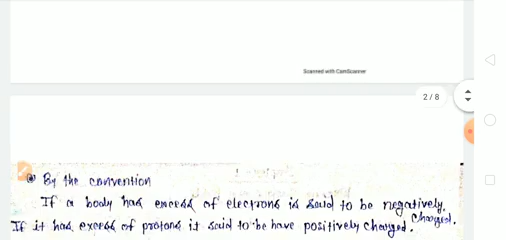 Scanned with CamScanner
2 / 8
By the convention
If a body has excess of electrons is said to be negatively
charged.
If it has excess of protons it said to be have positively charged.